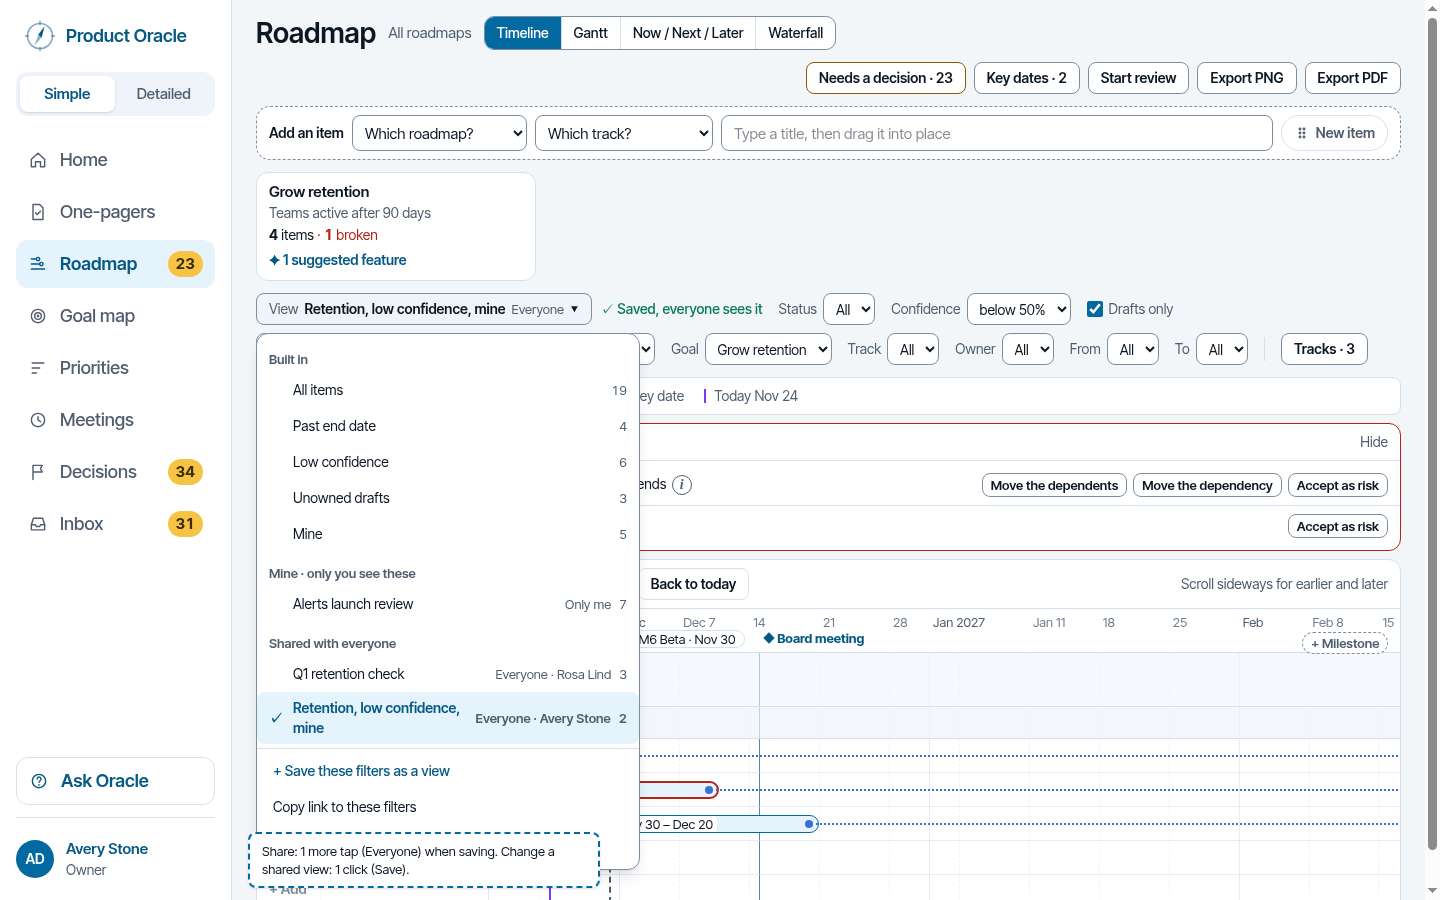 Product Oracle
Simple
Detailed
Home
One-pagers
Roadmap 23
Goal map
Priorities
Meetings
Decisions 34
Inbox 31
Ask Oracle
AD
Avery Stone
Owner
Roadmap All roadmaps Timeline Gantt Now / Next / Later Waterfall
Needs a decision · 23 Key dates · 2 Start review Export PNG Export PDF
Add an item Which roadmap? Which track? Type a title, then drag it into place New item
Grow retention
Teams active after 90 days
4 items · 1 broken
1 suggested feature
View Retention, low confidence, mine Everyone ▼ ✓ Saved, everyone sees it Status All Confidence below 50% Drafts only
Goal Grow retention Track All Owner All From All To All Tracks · 3
Built in
All items 19
Past end date 4
Low confidence 6
Unowned drafts 3
Mine 5
Mine · only you see these
Alerts launch review Only me 7
Shared with everyone
Q1 retention check Everyone · Rosa Lind 3
✓ Retention, low confidence, mine Everyone · Avery Stone 2
+ Save these filters as a view
Copy link to these filters
Share: 1 more tap (Everyone) when saving. Change a
shared view: 1 click (Save).
ey date Today Nov 24
Hide
ends i Move the dependents Move the dependency Accept as risk
Accept as risk
Back to today Scroll sideways for earlier and later
c Dec 7 14 21 28 Jan 2027 Jan 11 18 25 Feb Feb 8 15
M6 Beta · Nov 30 Board meeting + Milestone
30 – Dec 20
+ Add